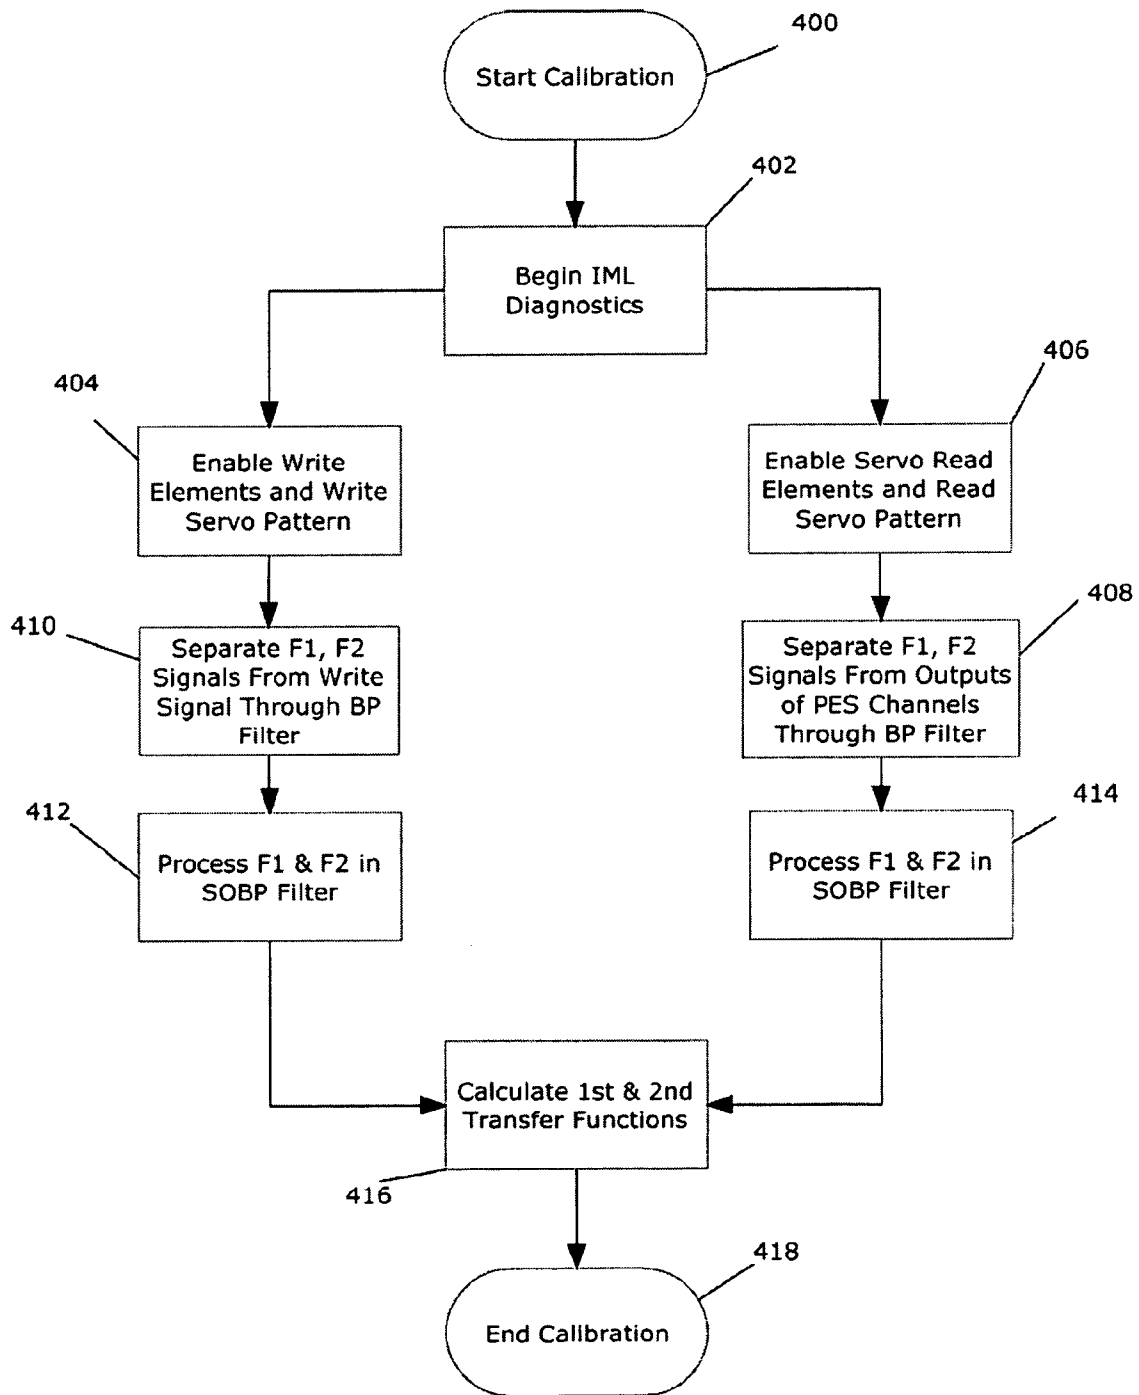 400
Start Calibration
402
Begin IML
Diagnostics
404
406
Enable Write
Elements and Write
Servo Pattern
Enable Servo Read
Elements and Read
Servo Pattern
410
408
Separate F1, F2
Signals From Write
Signal Through BP
Filter
Separate F1, F2
Signals From Outputs
of PES Channels
Through BP Filter
412
414
Process F1 & F2 in
SOBP Filter
Process F1 & F2 in
SOBP Filter
Calculate 1st & 2nd
Transfer Functions
416
418
End Calibration